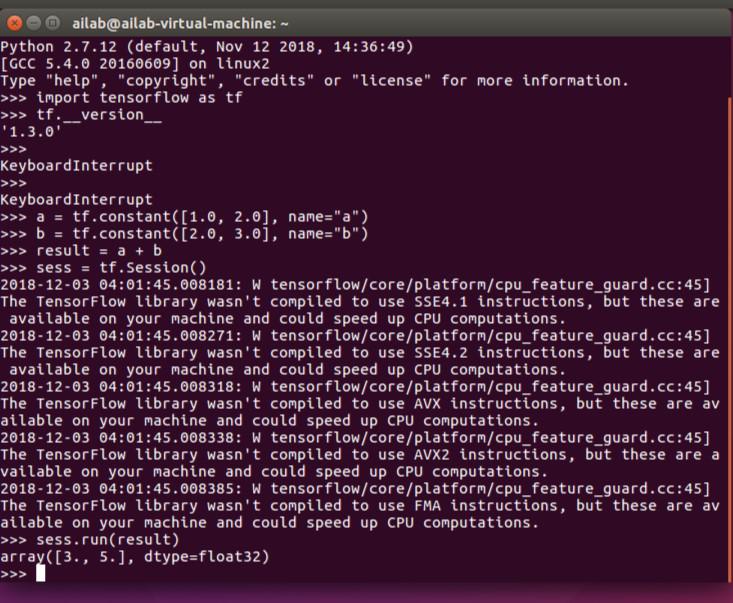 ailab@ailab-virtual-machine: ~
Python 2.7.12 (default, Nov 12 2018, 14:36:49)
[GCC 5.4.0 20160609] on linux2
Type "help", "copyright", "credits" or "license" for more information.
>>> import tensorflow as tf
>>> tf.__version__
'1.3.0'
>>>
KeyboardInterrupt
>>>
KeyboardInterrupt
>>> a = tf.constant([1.0, 2.0], name="a")
>>> b = tf.constant([2.0, 3.0], name="b")
>>> result = a + b
>>> sess = tf.Session()
2018-12-03 04:01:45.008181: W tensorflow/core/platform/cpu_feature_guard.cc:45]
The TensorFlow library wasn't compiled to use SSE4.1 instructions, but these are
 available on your machine and could speed up CPU computations.
2018-12-03 04:01:45.008271: W tensorflow/core/platform/cpu_feature_guard.cc:45]
The TensorFlow library wasn't compiled to use SSE4.2 instructions, but these are
 available on your machine and could speed up CPU computations.
2018-12-03 04:01:45.008318: W tensorflow/core/platform/cpu_feature_guard.cc:45]
The TensorFlow library wasn't compiled to use AVX instructions, but these are av
ailable on your machine and could speed up CPU computations.
2018-12-03 04:01:45.008338: W tensorflow/core/platform/cpu_feature_guard.cc:45]
The TensorFlow library wasn't compiled to use AVX2 instructions, but these are a
vailable on your machine and could speed up CPU computations.
2018-12-03 04:01:45.008385: W tensorflow/core/platform/cpu_feature_guard.cc:45]
The TensorFlow library wasn't compiled to use FMA instructions, but these are av
ailable on your machine and could speed up CPU computations.
>>> sess.run(result)
array([3., 5.], dtype=float32)
>>>